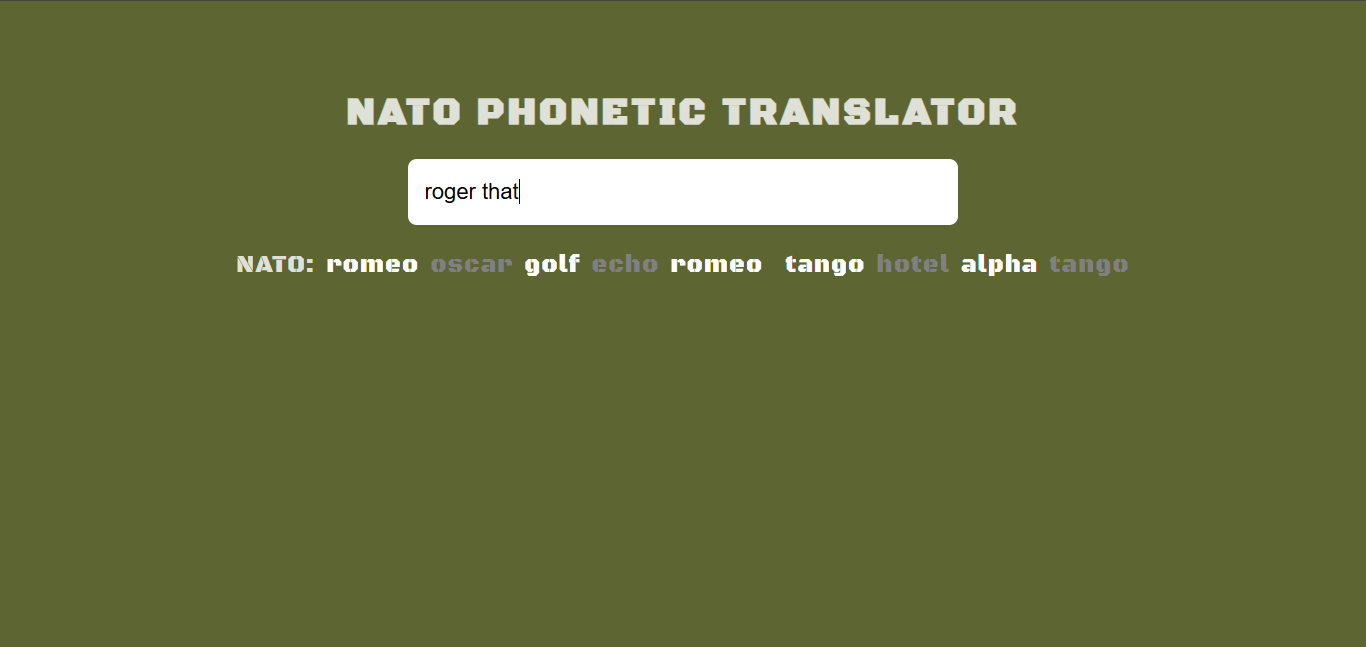 NATO PHONETIC TRANSLATOR
roger that
NATO: romeo oscar golf echo romeo tango hotel alpha tango